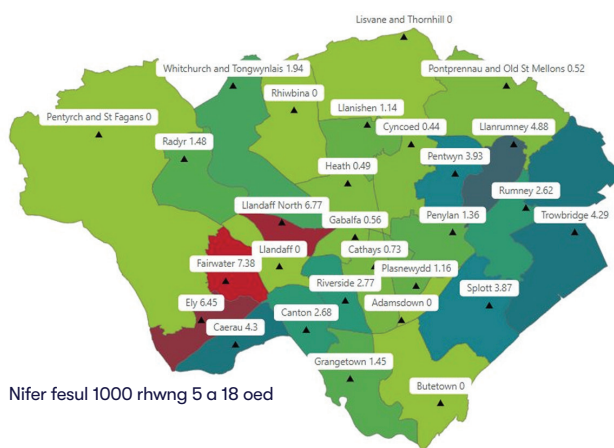 Lisvane and Thornhill 0
Whitchurch and Tongwynlais 1.94
Pontprennau and Old St Mellons 0.52
Rhiwbina 0
Llanishen 1.14
Pentyrch and St Fagans 0
Cyncoed 0.44
Llanrumney 4.88
Radyr 1.48
Pentwyn 3.93
Heath 0.49
Rumney 2.62
Llandaff North 6.77
Gabalfa 0.56
Penylan 1.36
Trowbridge 4.29
Llandaff 0
Cathays 0.73
Fairwater 7.38
Plasnewydd 1.16
Riverside 2.77
Ely 6.45
Canton 2.68
Adamsdown 0
Splott 3.87
Caerau 4.3
Grangetown 1.45
Butetown 0
Nifer fesul 1000 rhwng 5 a 18 oed